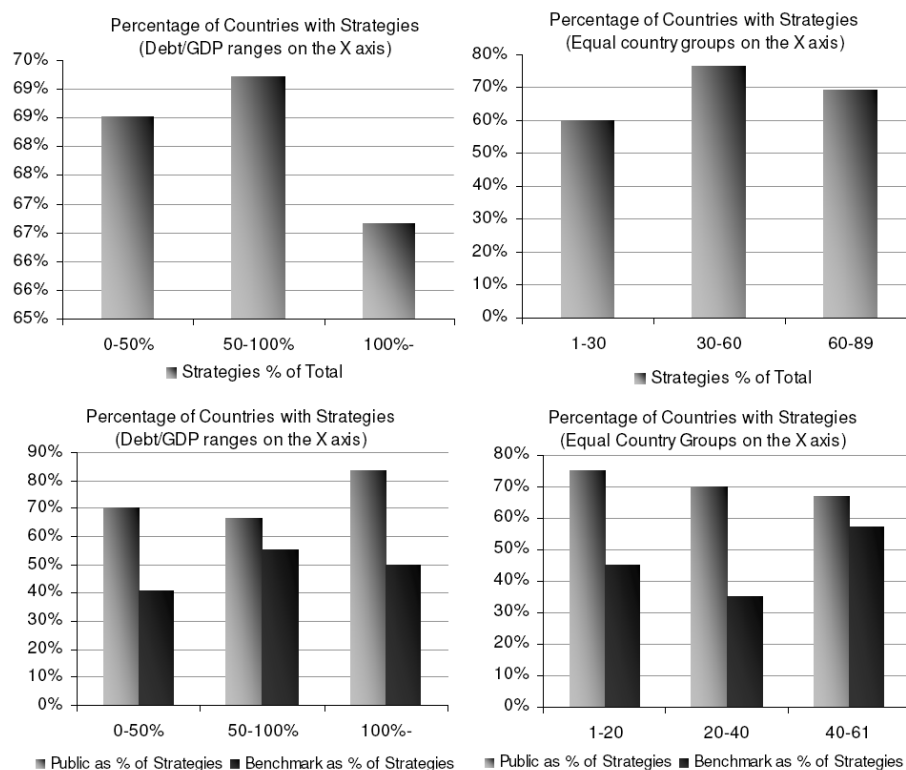 Percentage of Countries with Strategies
(Debt/GDP ranges on the X axis)
70%
69%
69%
68%
68%
67%
67%
66%
66%
65%
0-50% 50-100% 100%-
Strategies % of Total
Percentage of Countries with Strategies
(Equal country groups on the X axis)
80%
70%
60%
50%
40%
30%
20%
10%
0%
1-30 30-60 60-89
Strategies % of Total
Percentage of Countries with Strategies
(Debt/GDP ranges on the X axis)
90%
80%
70%
60%
50%
40%
30%
20%
10%
0%
0-50% 50-100% 100%-
Public as % of Strategies Benchmark as % of Strategies
Percentage of Countries with Strategies
(Equal Country Groups on the X axis)
80%
70%
60%
50%
40%
30%
20%
10%
0%
1-20 20-40 40-61
Public as % of Strategies Benchmark as % of Strategies